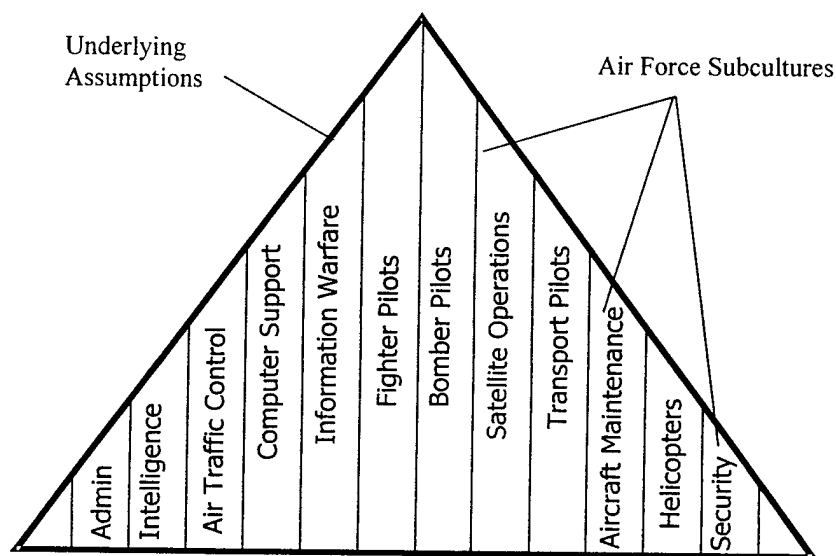 Underlying
Assumptions
Air Force Subcultures
Admin
Intelligence
Air Traffic Control
Computer Support
Information Warfare
Fighter Pilots
Bomber Pilots
Satellite Operations
Transport Pilots
Aircraft Maintenance
Helicopters
Security